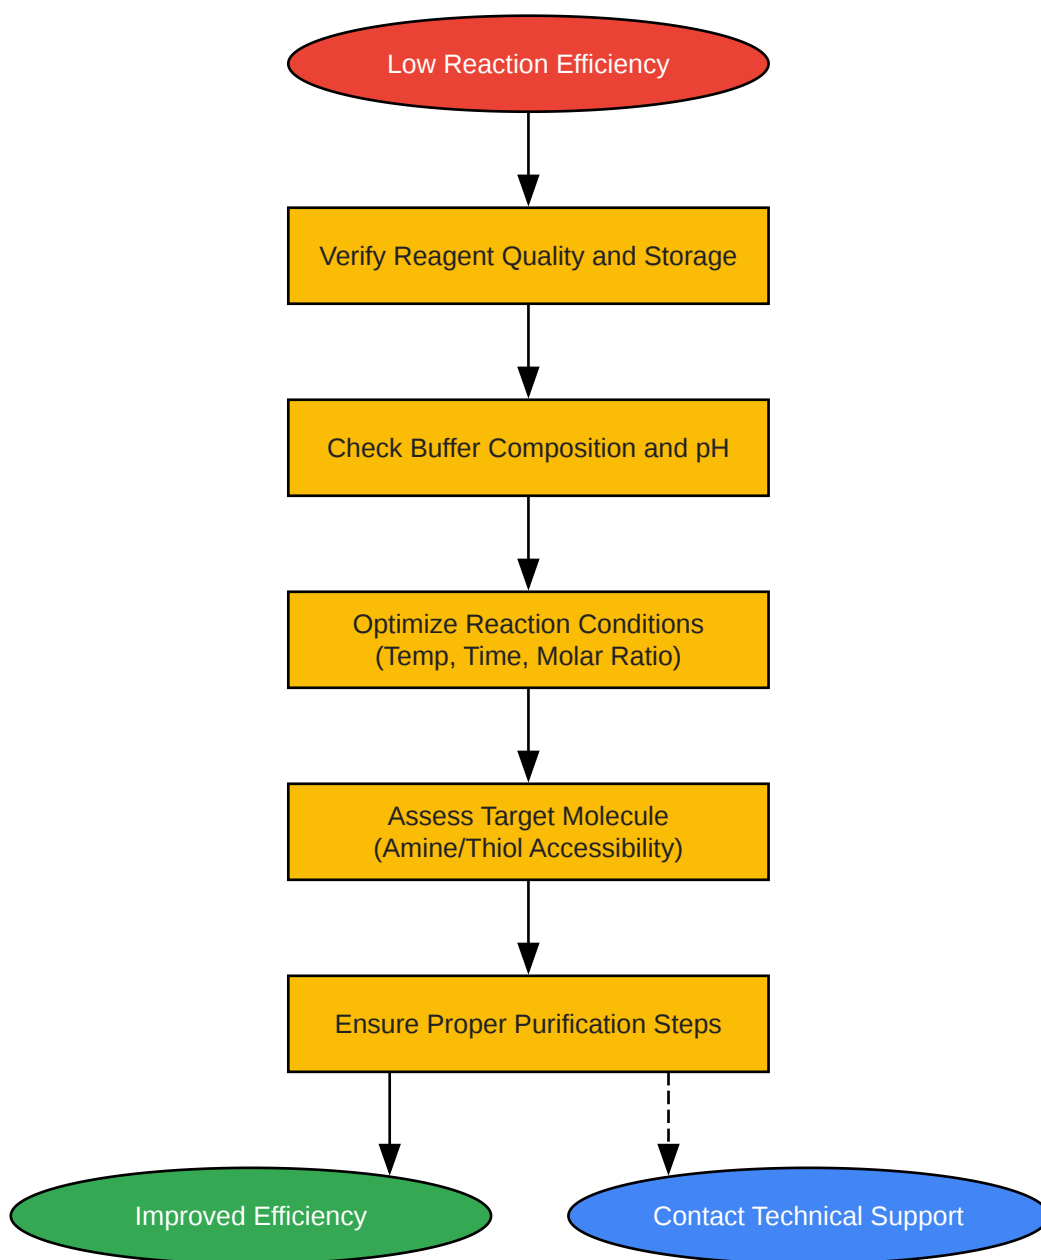 Low Reaction Efficiency
Verify Reagent Quality and Storage
Check Buffer Composition and pH
Optimize Reaction Conditions
(Temp, Time, Molar Ratio)
Assess Target Molecule
(Amine/Thiol Accessibility)
Ensure Proper Purification Steps
Improved Efficiency
Contact Technical Support